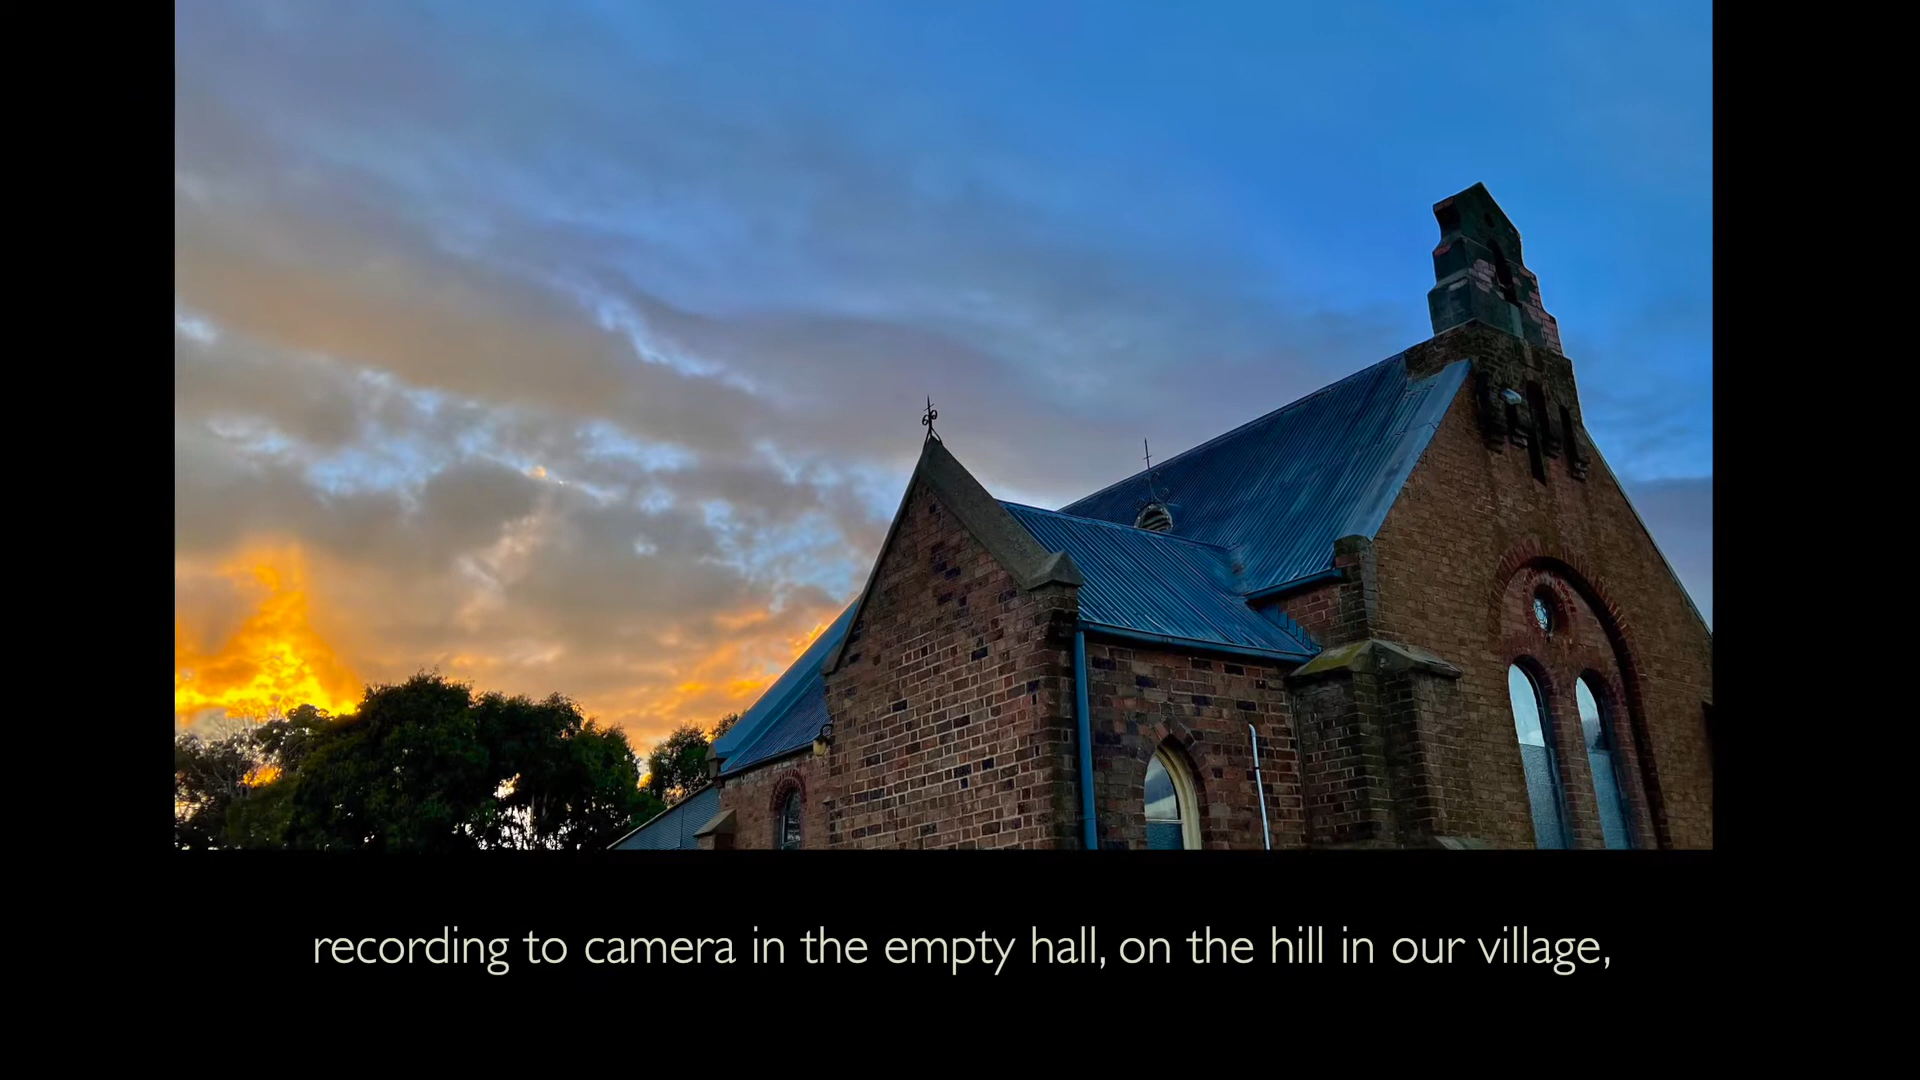 recording to camera in the empty hall, on the hill in our village,